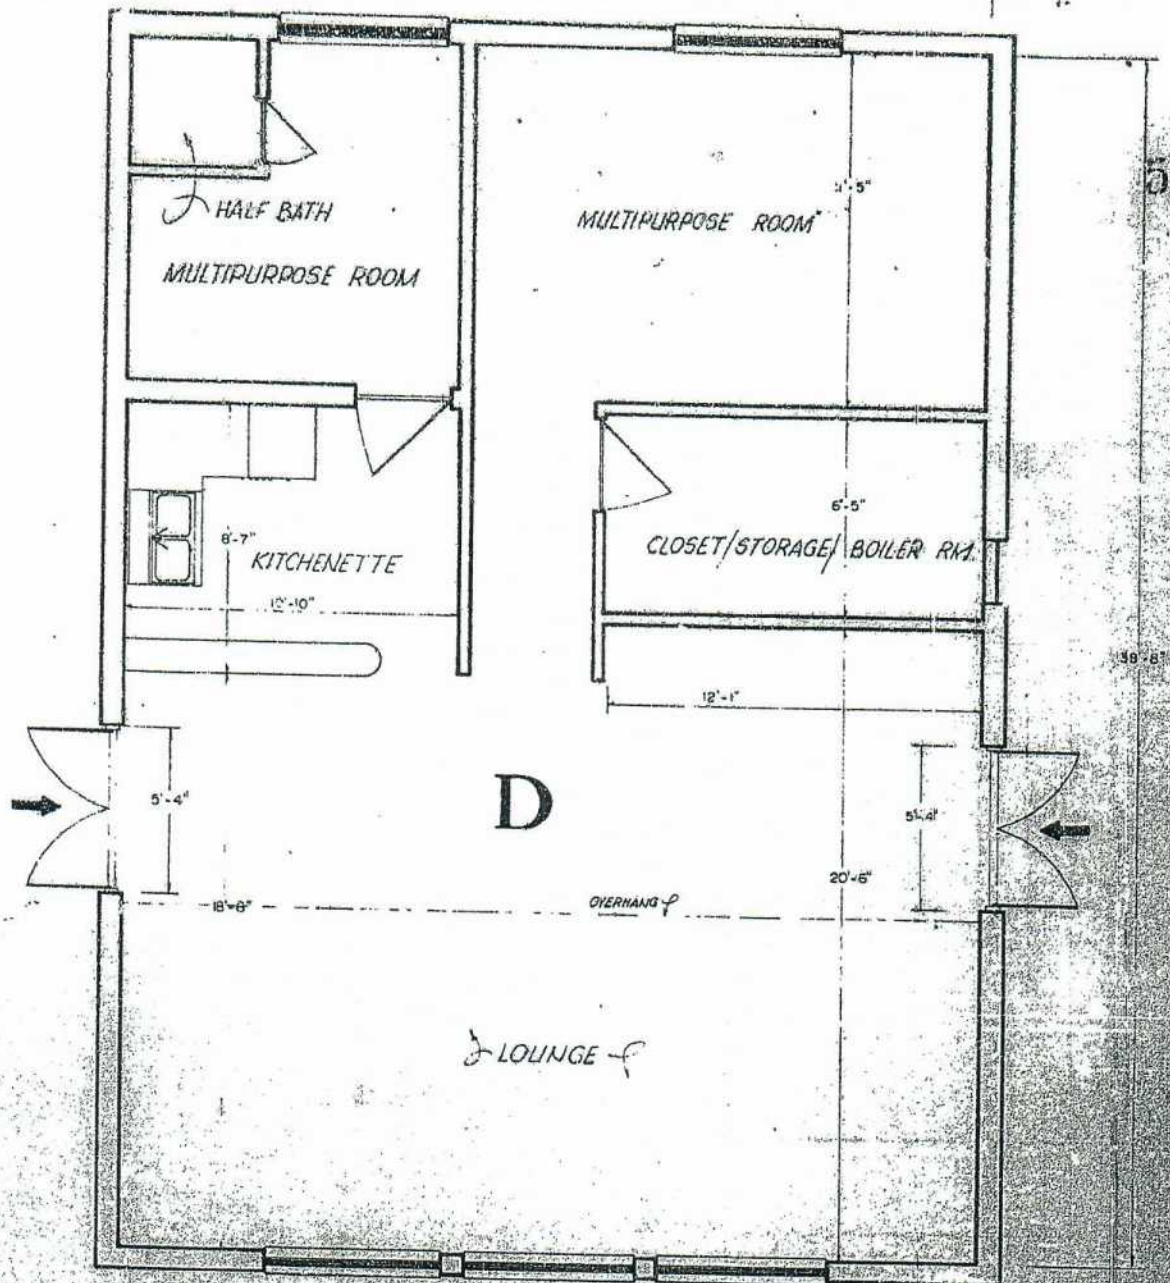 HALF BATH
MULTIPURPOSE ROOM
MULTIPURPOSE ROOM
6'-5"
CLOSET/STORAGE/ BOILER RM.
8'-7"
KITCHENETTE
12'-1"
5'-4"
D
5'-4"
20'-6"
OVERHANG
LOUNGE